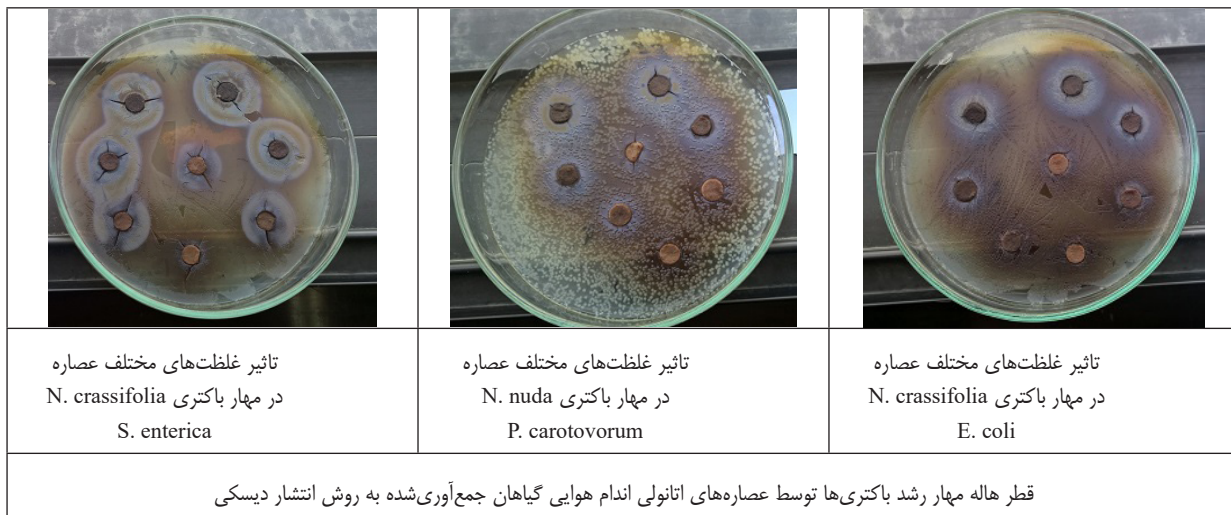 تاثیر غلظت‌های مختلف عصاره
N. crassifolia در مهار باکتری
S. enterica
تاثیر غلظت‌های مختلف عصاره
N. nuda در مهار باکتری
P. carotovorum
تاثیر غلظت‌های مختلف عصاره
N. crassifolia در مهار باکتری
E. coli
قطر هاله مهار رشد باکتری‌ها توسط عصاره‌های اتانولی اندام هوایی گیاهان جمع‌آوری‌شده به روش انتشار دیسکی